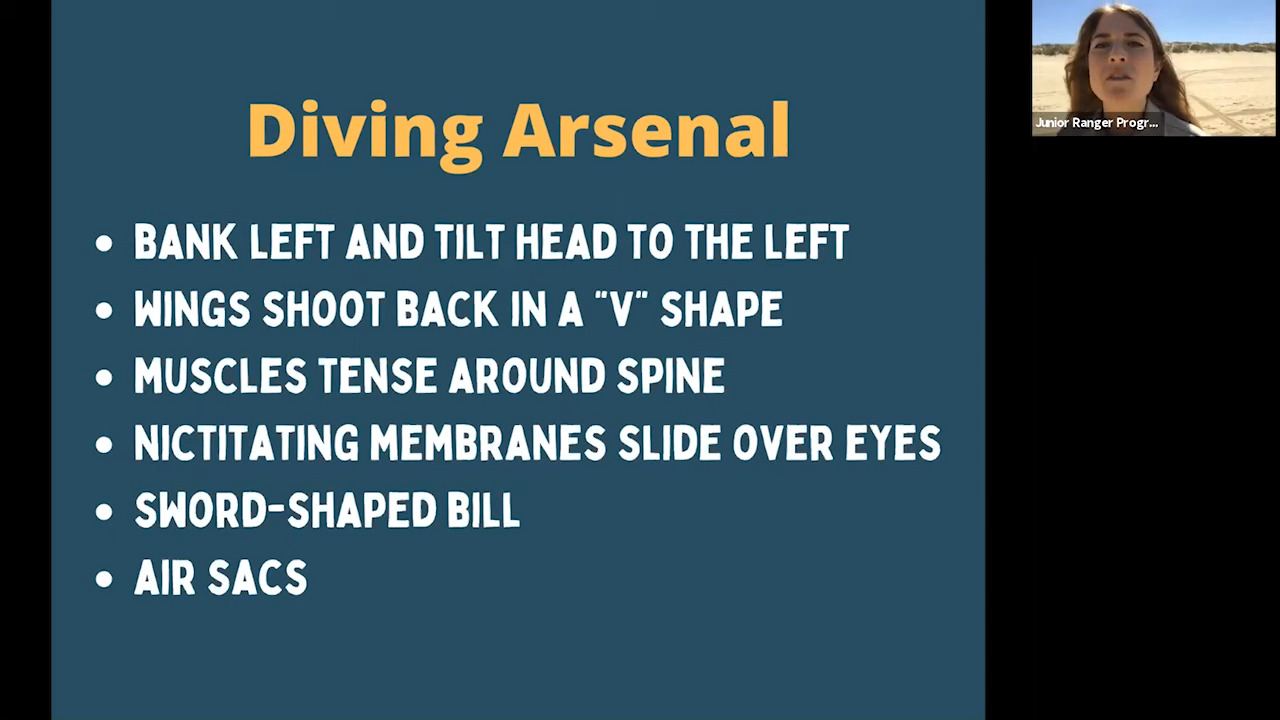 Diving Arsenal
• BANK LEFT AND TILT HEAD TO THE LEFT
• WINGS SHOOT BACK IN A "V" SHAPE
• MUSCLES TENSE AROUND SPINE
• NICTITATING MEMBRANES SLIDE OVER EYES
• SWORD-SHAPED BILL
• AIR SACS
Junior Ranger Progr...